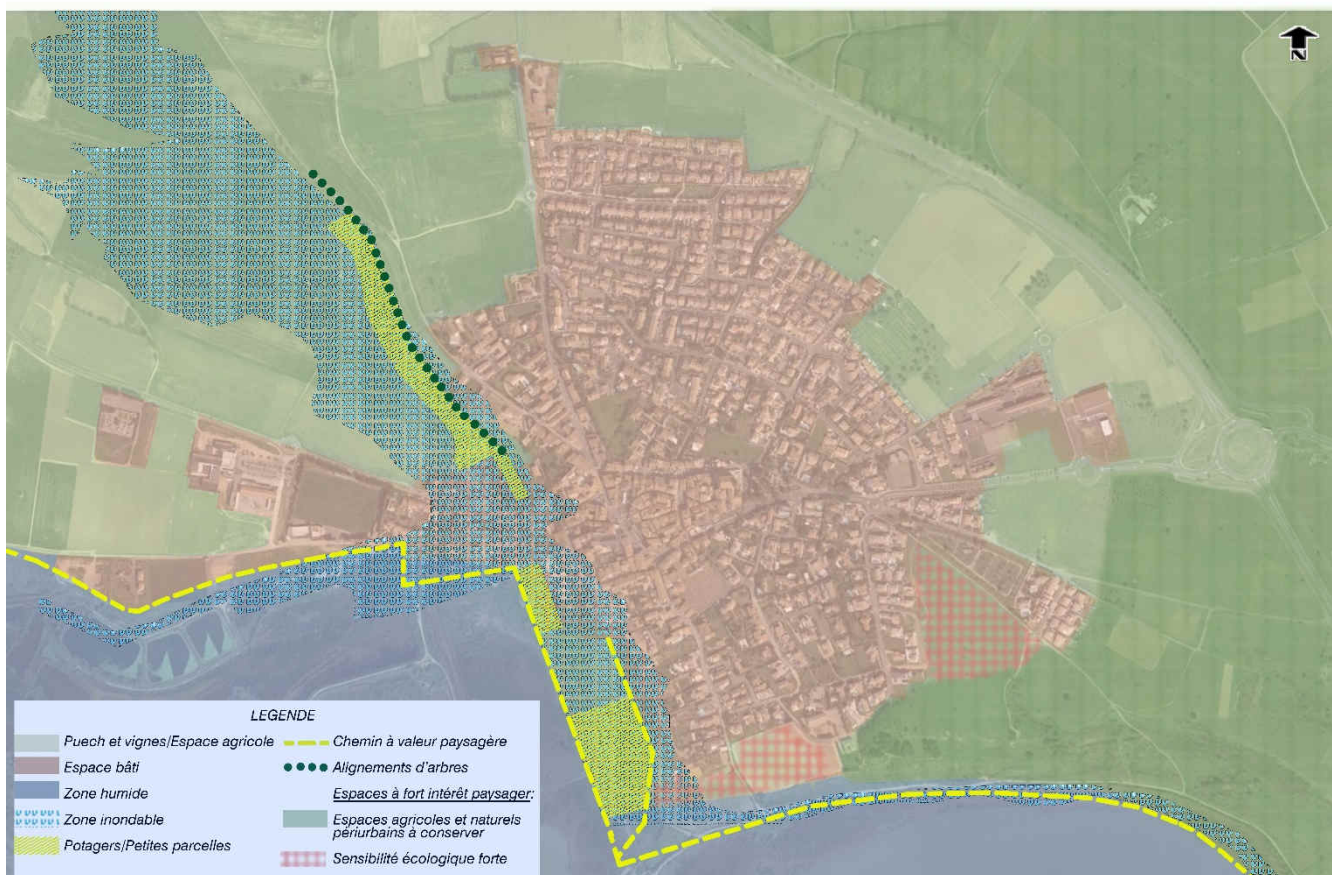 N
LEGENDE
Puech et vignes/Espace agricole
Espace bâti
Zone humide
Zone inondable
Potagers/Petites parcelles
Chemin à valeur paysagère
Alignements d'arbres
Espaces à fort intérêt paysager:
Espaces agricoles et naturels
périurbains à conserver
Sensibilité écologique forte